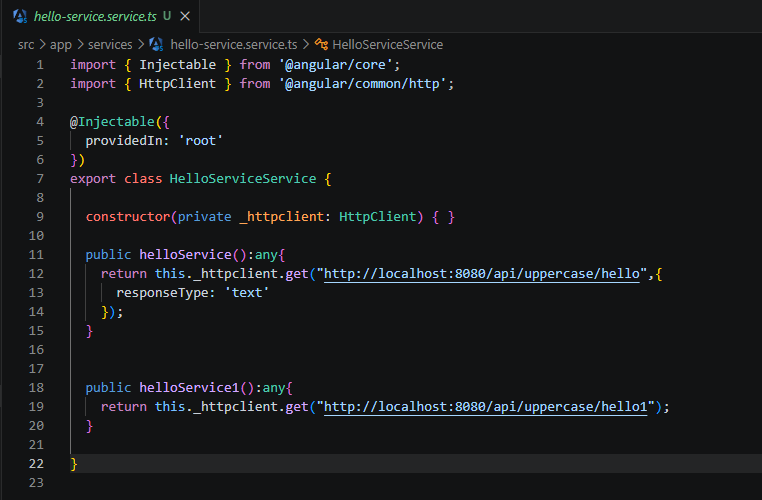 hello-service.service.ts U
src > app > services > hello-service.service.ts > HelloServiceService
1 import { Injectable } from '@angular/core';
2 import { HttpClient } from '@angular/common/http';
3
4 @Injectable({
5   providedIn: 'root'
6 })
7 export class HelloServiceService {
8
9   constructor(private _httpclient: HttpClient) { }
10
11   public helloService():any{
12     return this._httpclient.get("http://localhost:8080/api/uppercase/hello",{
13       responseType: 'text'
14     });
15   }
16
17
18   public helloService1():any{
19     return this._httpclient.get("http://localhost:8080/api/uppercase/hello1");
20   }
21
22 }
23